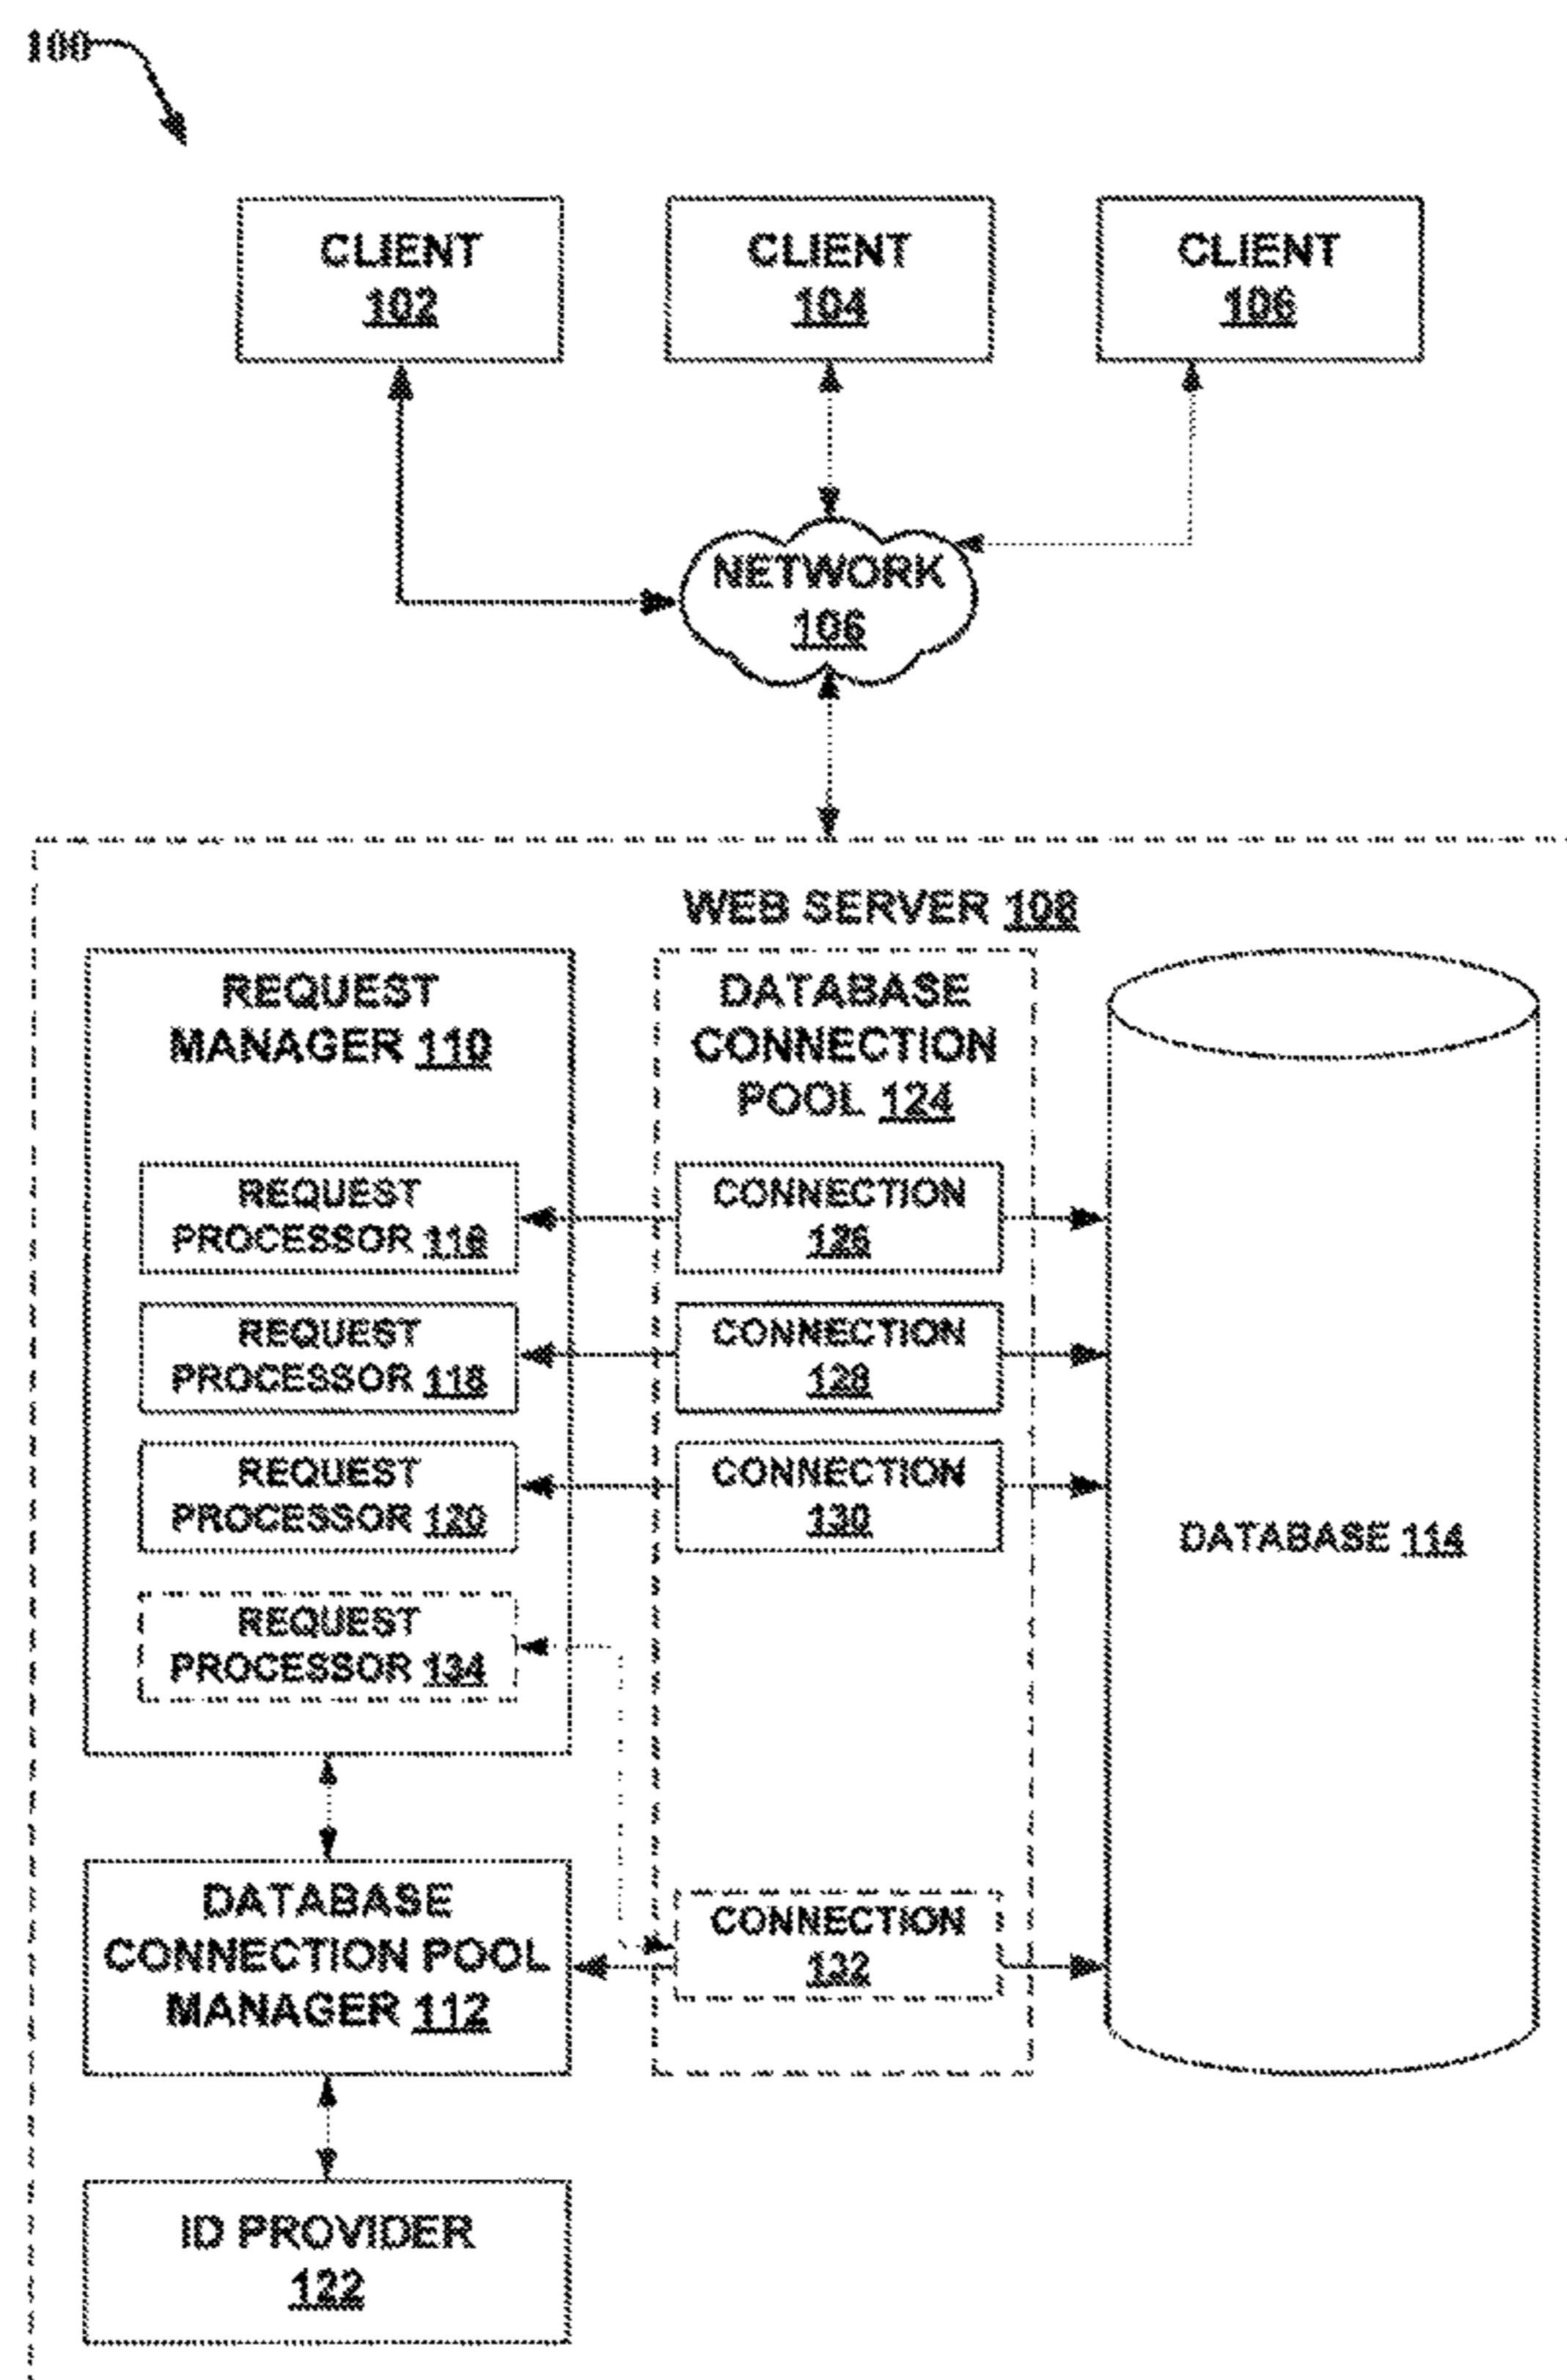 100
CLIENT
102
CLIENT
104
CLIENT
106
NETWORK
106
WEB SERVER 108
REQUEST
MANAGER 110
DATABASE
CONNECTION
POOL 124
REQUEST
PROCESSOR 116
CONNECTION
126
REQUEST
PROCESSOR 118
CONNECTION
128
REQUEST
PROCESSOR 120
CONNECTION
130
DATABASE 114
REQUEST
PROCESSOR 134
DATABASE
CONNECTION POOL
MANAGER 112
CONNECTION
132
ID PROVIDER
122